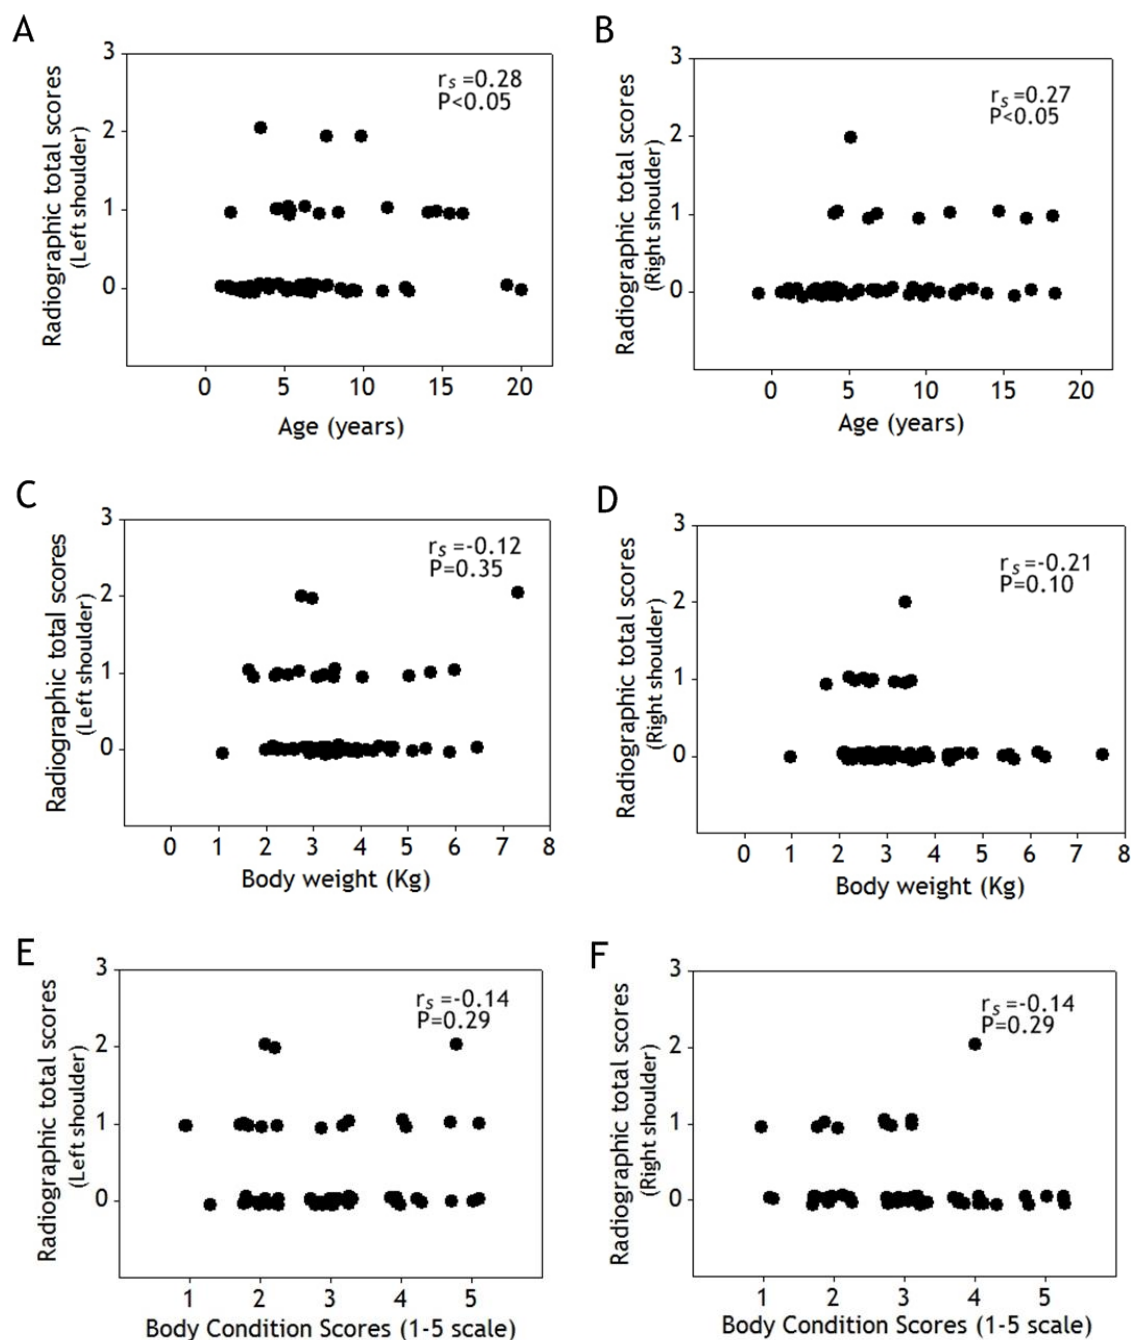 A
Radiographic total scores
(Left shoulder)
3
2
1
0
rs =0.28
P<0.05
0 5 10 15 20
Age (years)
B
Radiographic total scores
(Right shoulder)
3
2
1
0
rs =0.27
P<0.05
0 5 10 15 20
Age (years)
C
Radiographic total scores
(Left shoulder)
3
2
1
0
rs =-0.12
P=0.35
0 1 2 3 4 5 6 7 8
Body weight (Kg)
D
Radiographic total scores
(Right shoulder)
3
2
1
0
rs =-0.21
P=0.10
0 1 2 3 4 5 6 7 8
Body weight (Kg)
E
Radiographic total scores
(Left shoulder)
3
2
1
0
rs =-0.14
P=0.29
1 2 3 4 5
Body Condition Scores (1-5 scale)
F
Radiographic total scores
(Right shoulder)
3
2
1
0
rs =-0.14
P=0.29
1 2 3 4 5
Body Condition Scores (1-5 scale)